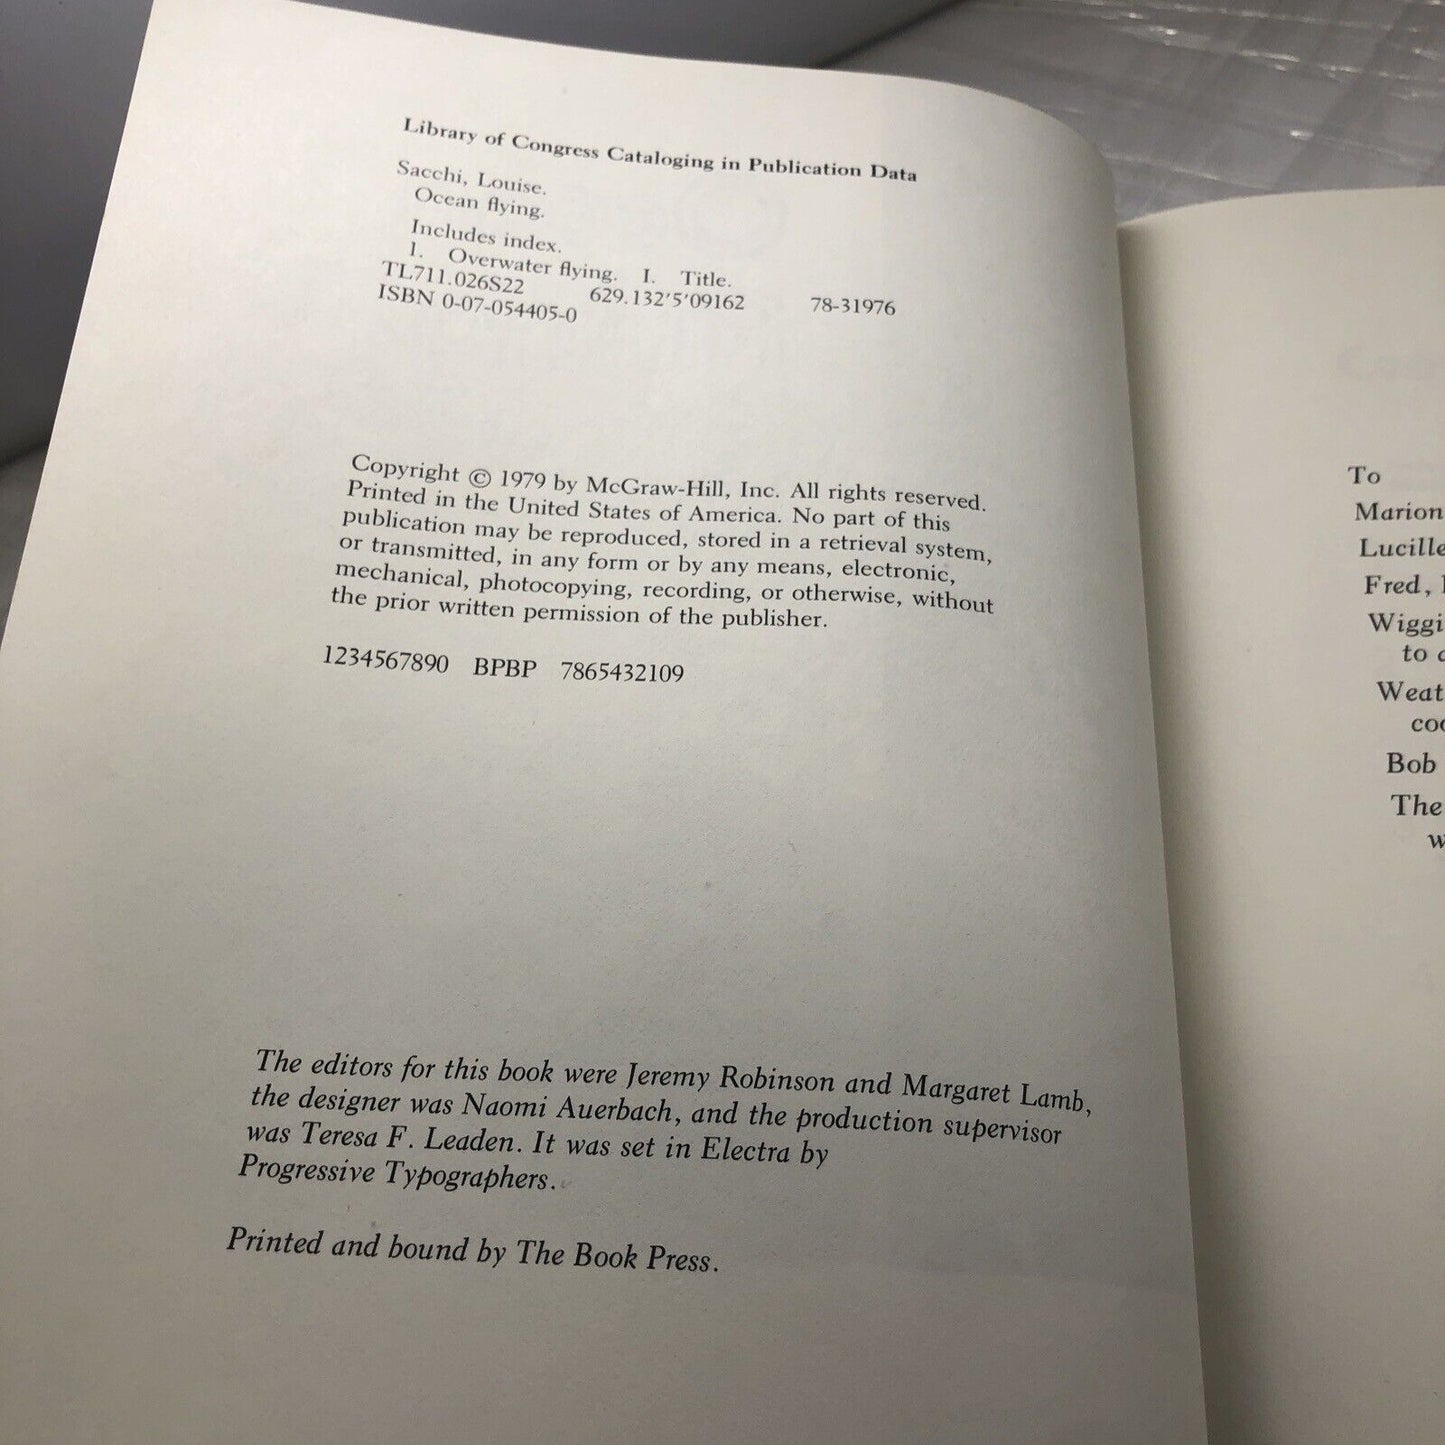 Library of Congress Cataloging in Publication Data
Sacchi, Louise.
Ocean flying.
Includes index.
1. Overwater flying. I. Title.
TL711.026S22 629.132'5'09162 78-31976
ISBN 0-07-054405-0
Copyright © 1979 by McGraw-Hill, Inc. All rights reserved.
Printed in the United States of America. No part of this
publication may be reproduced, stored in a retrieval system,
or transmitted, in any form or by any means, electronic,
mechanical, photocopying, recording, or otherwise, without
the prior written permission of the publisher.
1234567890 BPBP 7865432109
The editors for this book were Jeremy Robinson and Margaret Lamb,
the designer was Naomi Auerbach, and the production supervisor
was Teresa F. Leaden. It was set in Electra by
Progressive Typographers.
Printed and bound by The Book Press.
To
Marion
Lucille
Fred,
Wiggi
to
Weat
coo
Bob
The
w